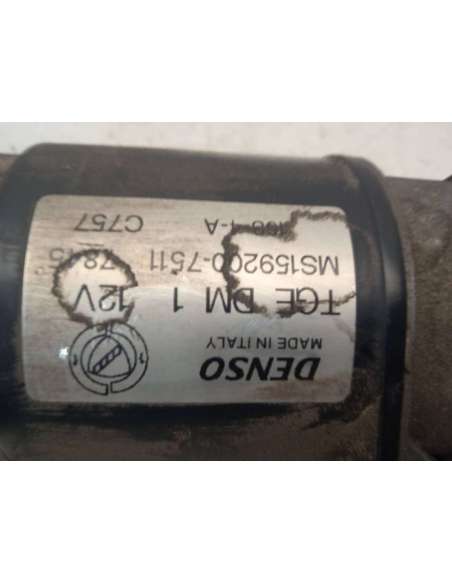 DENSO
MADE IN ITALY
TGE DM 1 12V
MS159200-7511
C757